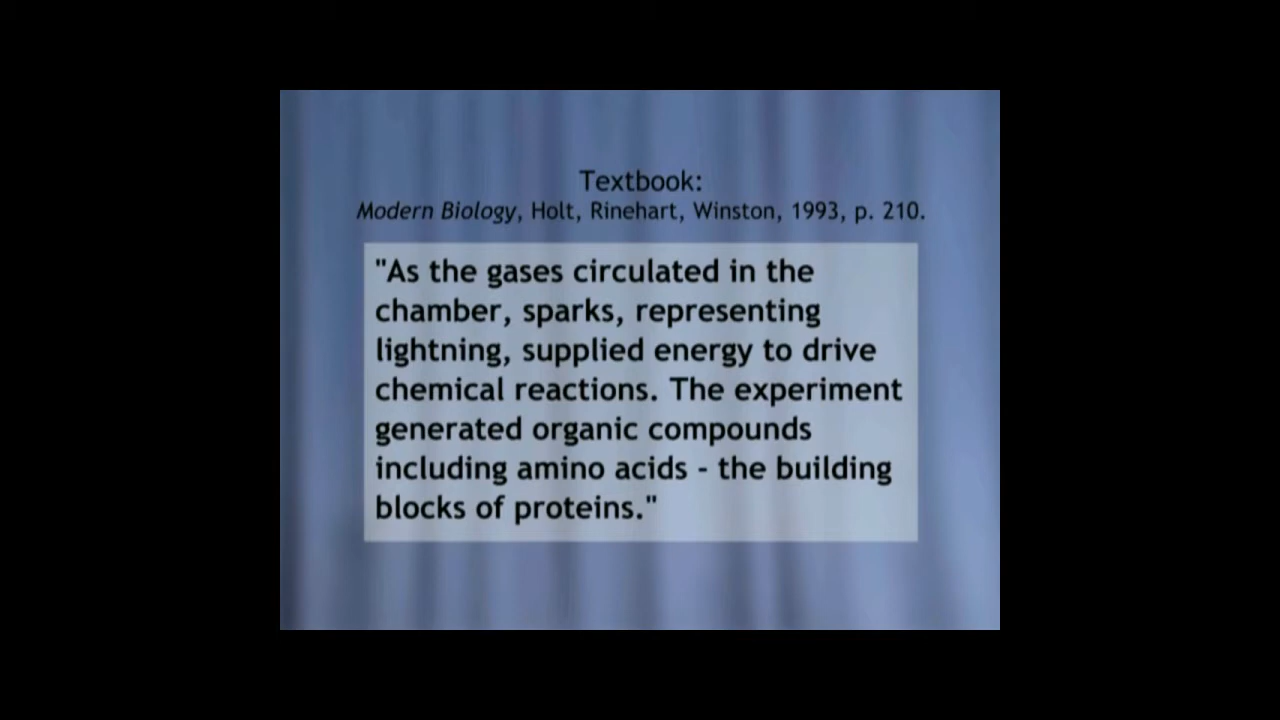 Textbook:
Modern Biology, Holt, Rinehart, Winston, 1993, p. 210.
"As the gases circulated in the
chamber, sparks, representing
lightning, supplied energy to drive
chemical reactions. The experiment
generated organic compounds
including amino acids - the building
blocks of proteins."